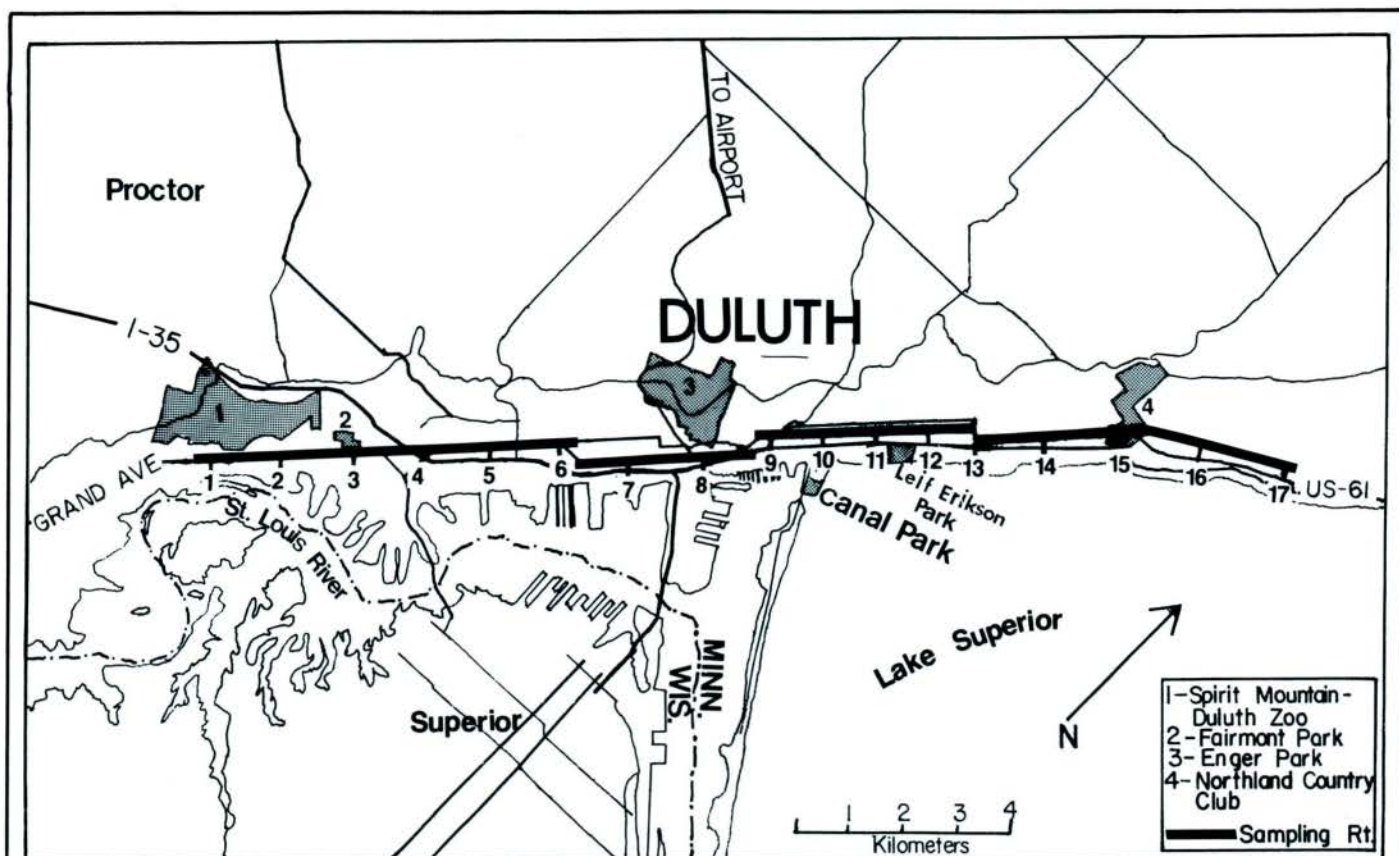 Proctor
TO AIRPORT
I-35
DULUTH
1
2
3
4
GRAND AVE
1
2
3
4
5
6
7
8
9
10
11
12
13
14
15
16
17
US-61
St. Louis
River
Leif Erikson
Park
Canal Park
Lake Superior
MINN.
WIS.
Superior
N
1 2 3 4
Kilometers
1-Spirit Mountain-
Duluth Zoo
2-Fairmont Park
3-Enger Park
4-Northland Country
Club
Sampling Rt.